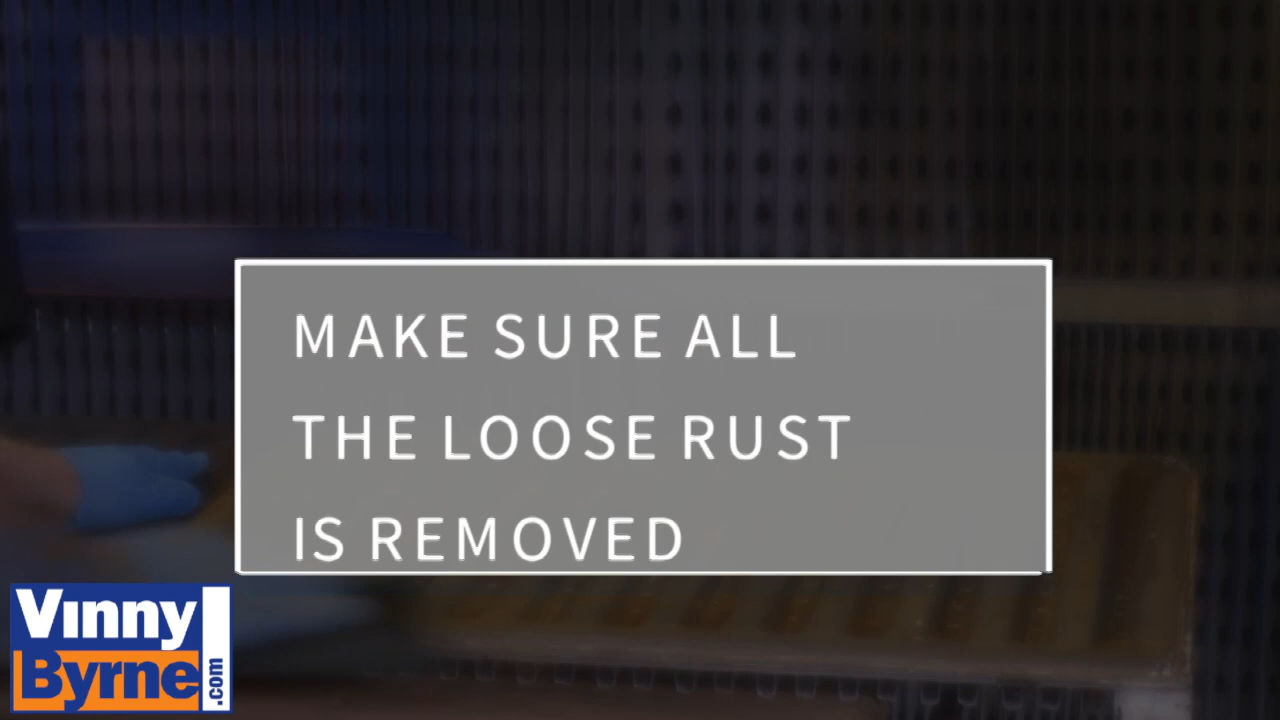 MAKE SURE ALL
THE LOOSE RUST
IS REMOVED
Vinny
Byrne
.com